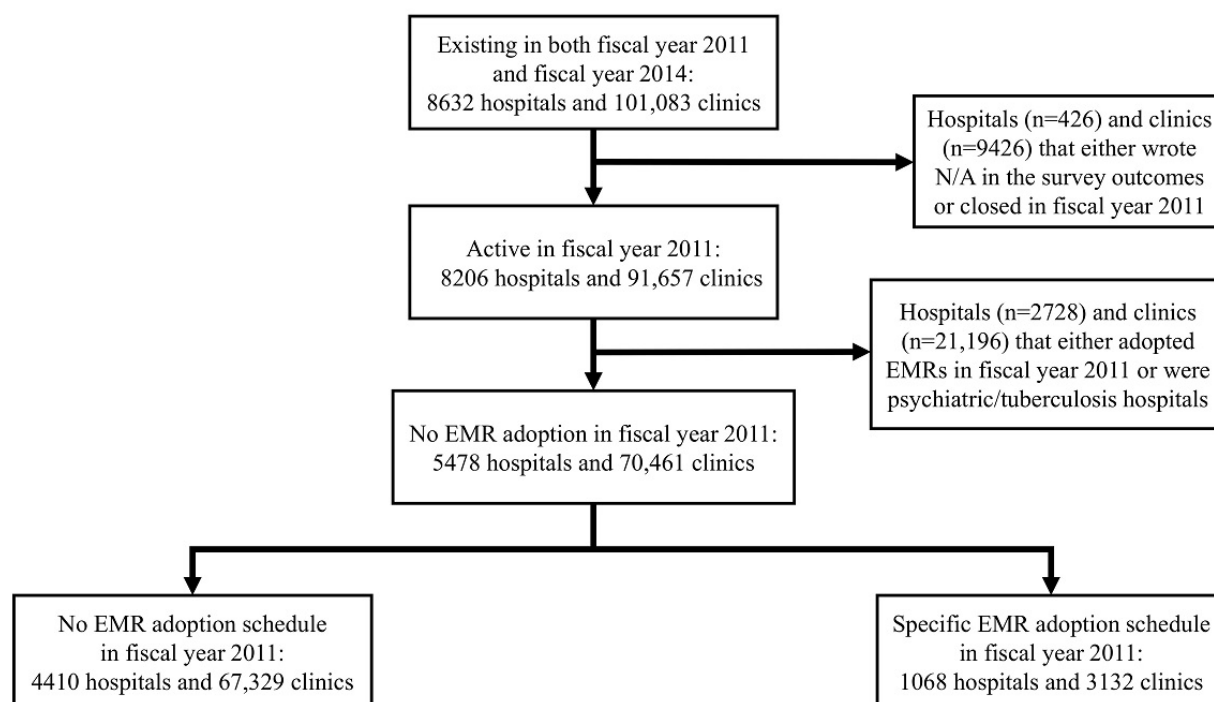 Existing in both fiscal year 2011
and fiscal year 2014:
8632 hospitals and 101,083 clinics
Hospitals (n=426) and clinics
(n=9426) that either wrote
N/A in the survey outcomes
or closed in fiscal year 2011
Active in fiscal year 2011:
8206 hospitals and 91,657 clinics
Hospitals (n=2728) and clinics
(n=21,196) that either adopted
EMRs in fiscal year 2011 or were
psychiatric/tuberculosis hospitals
No EMR adoption in fiscal year 2011:
5478 hospitals and 70,461 clinics
No EMR adoption schedule
in fiscal year 2011:
4410 hospitals and 67,329 clinics
Specific EMR adoption schedule
in fiscal year 2011:
1068 hospitals and 3132 clinics